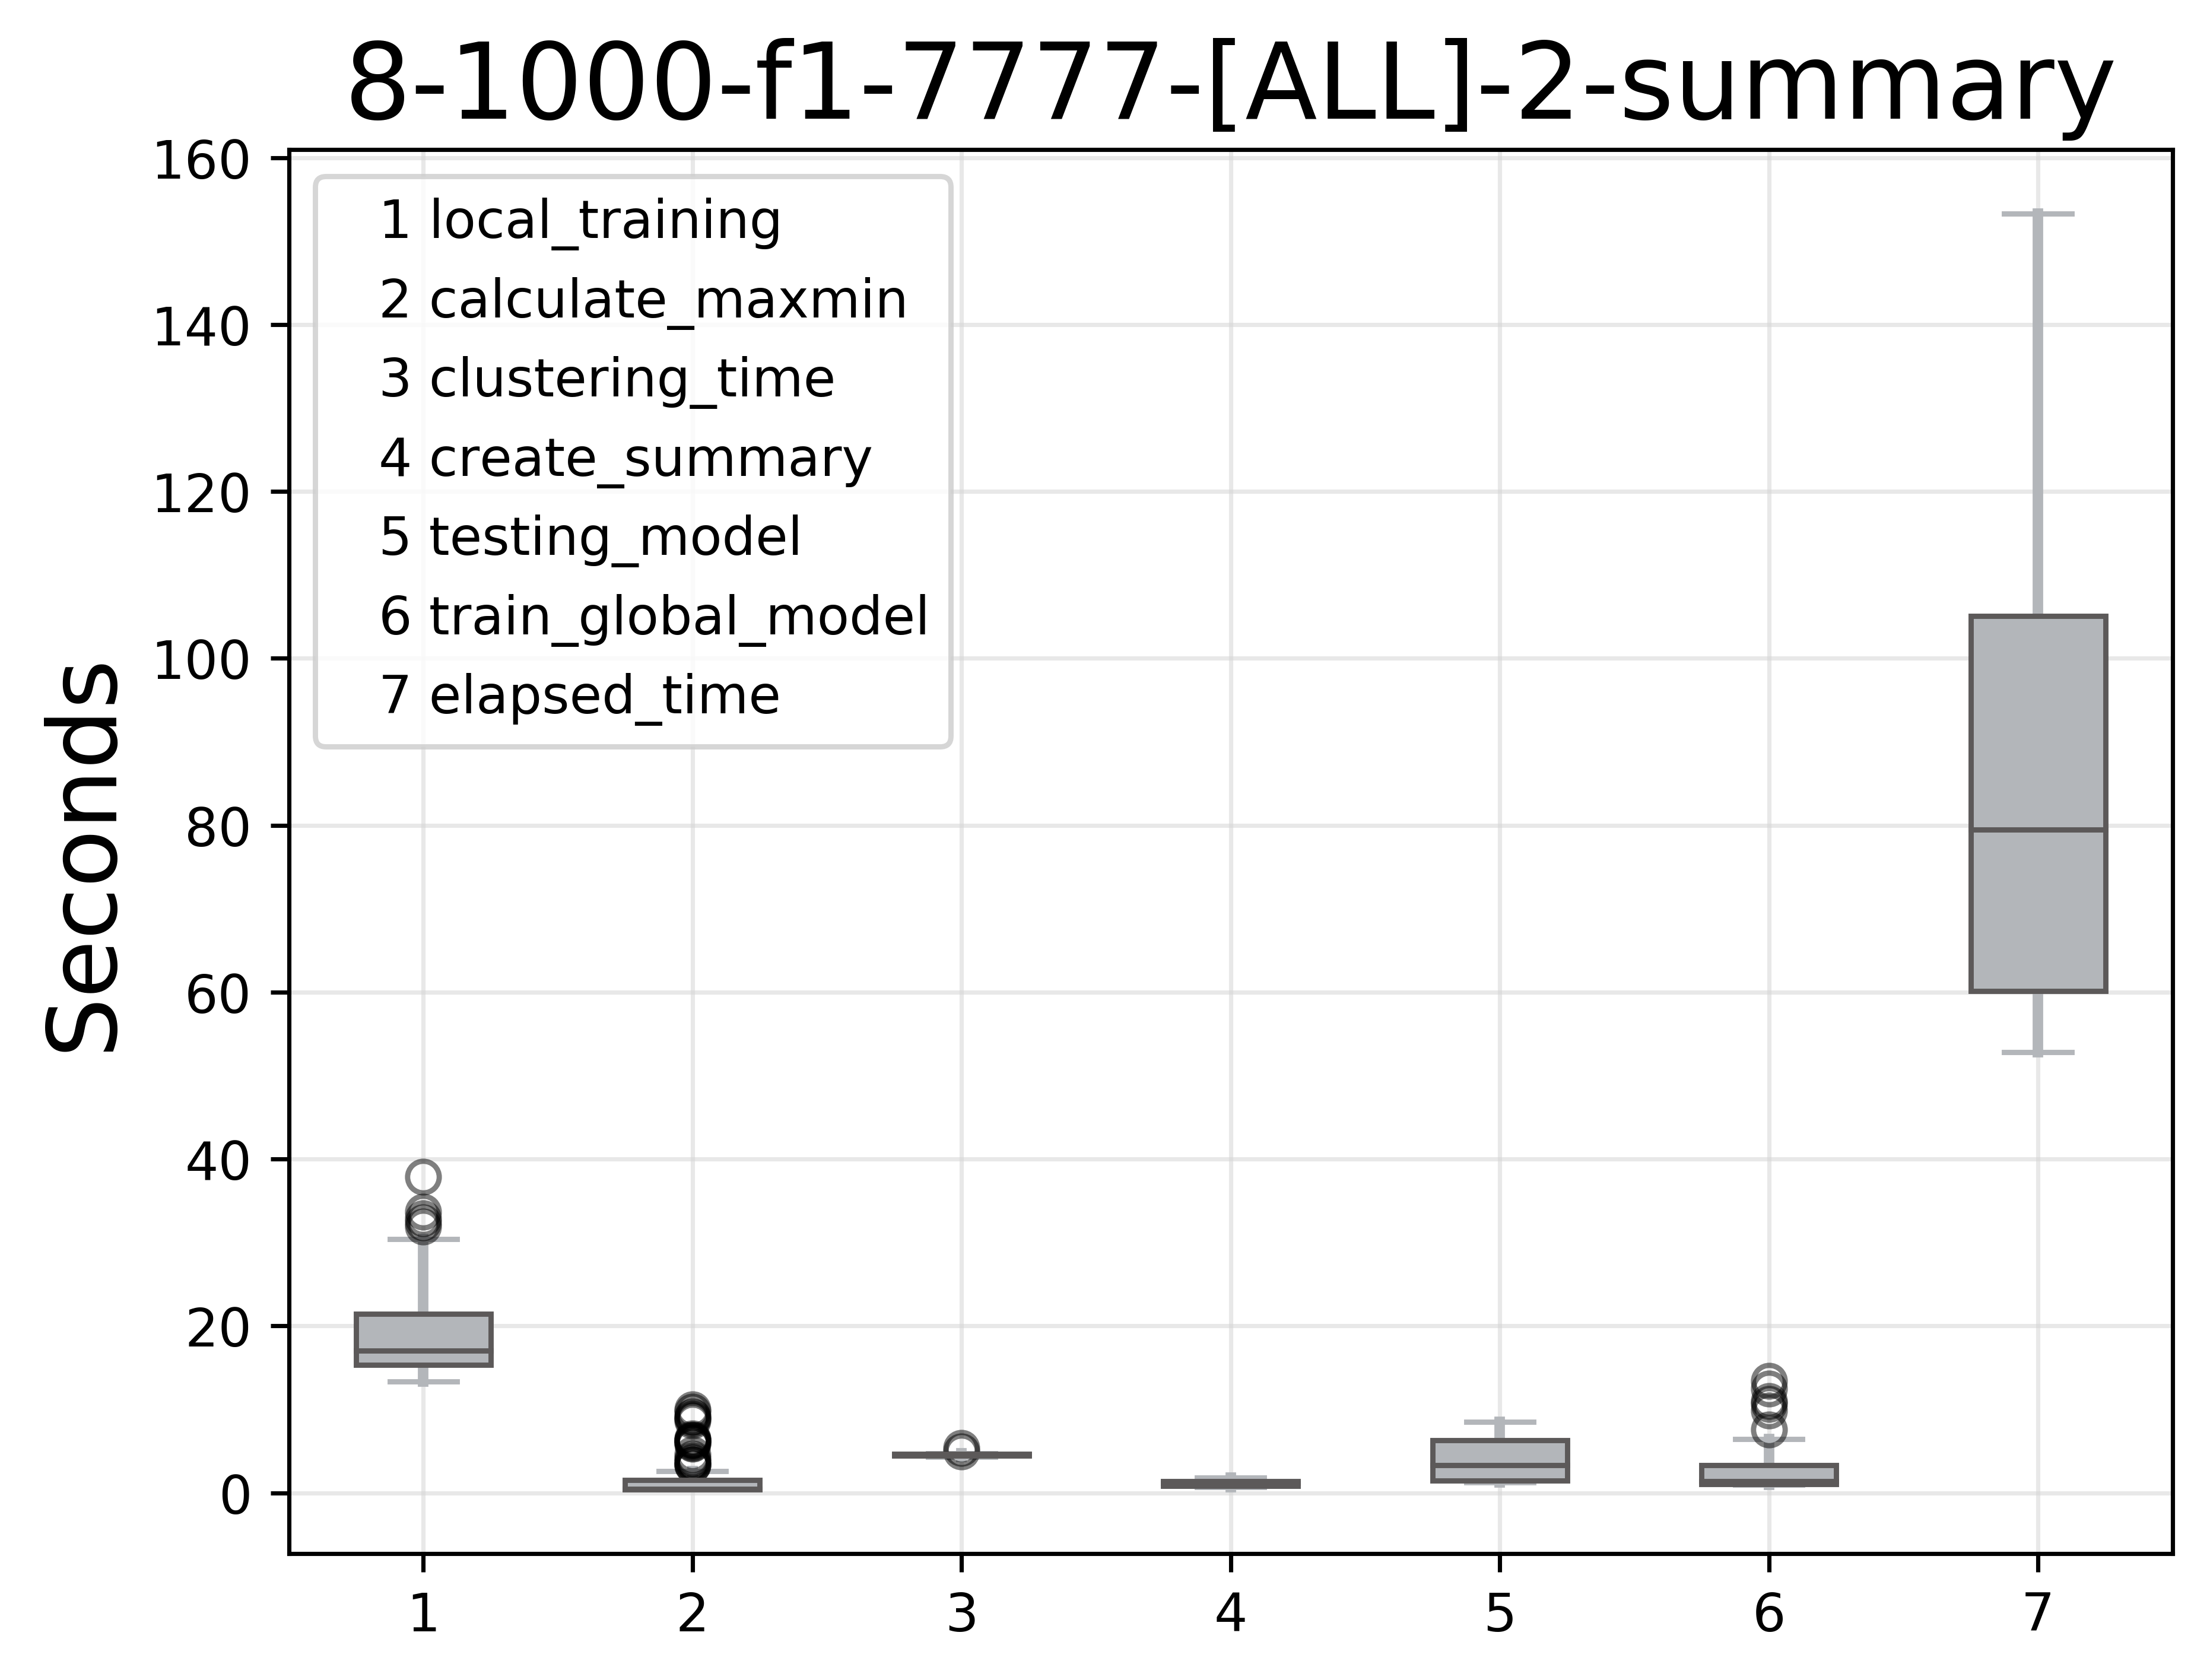 8-1000-f1-7777-[ALL]-2-summary
Seconds
160
140
120
100
80
60
40
20
0
1 local_training
2 calculate_maxmin
3 clustering_time
4 create_summary
5 testing_model
6 train_global_model
7 elapsed_time
1 2 3 4 5 6 7